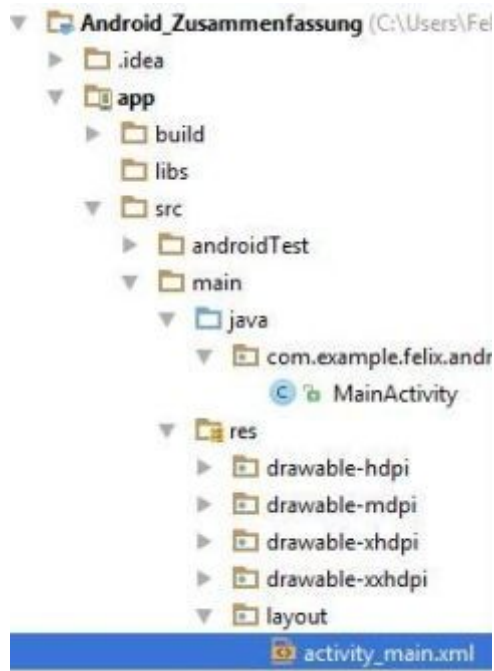 Android_Zusammenfassung (C:\Users\Fel
.idea
app
build
libs
src
androidTest
main
java
com.example.felix.andr
MainActivity
res
drawable-hdpi
drawable-mdpi
drawable-xhdpi
drawable-xxhdpi
layout
activity_main.xml